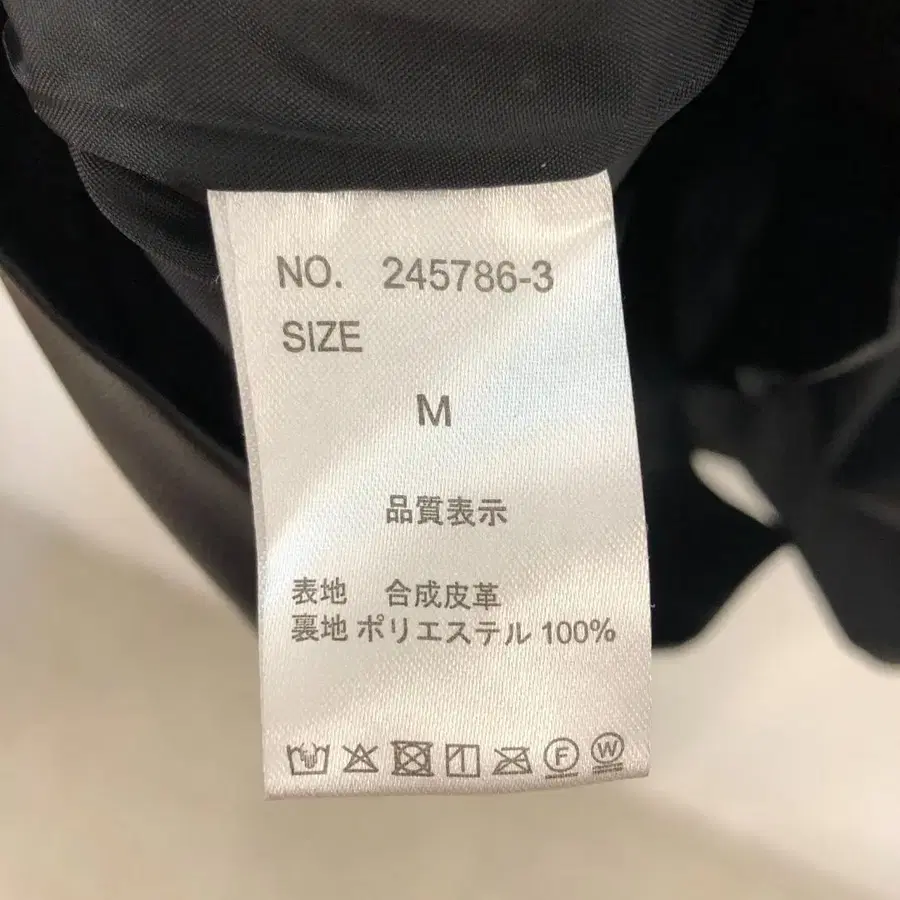 NO. 245786-3
SIZE
M
品質表示
表地 合成皮革
裏地 ポリエステル 100%
F W